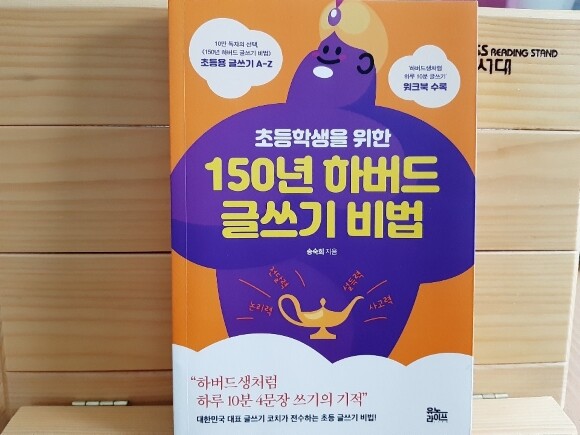 10만 독자의 선택,
<150년 하버드 글쓰기 비법>
초등용 글쓰기 A-Z
'하버드생처럼
하루 10분 글쓰기'
워크북 수록
SS READING STAND
시대
초등학생을 위한
150년 하버드
글쓰기 비법
송숙희 지음
논리력
전달력
설득력
사고력
“하버드생처럼
하루 10분 4문장 쓰기의 기적”
대한민국 대표 글쓰기 코치가 전수하는 초등 글쓰기 비법!
유노
라이프